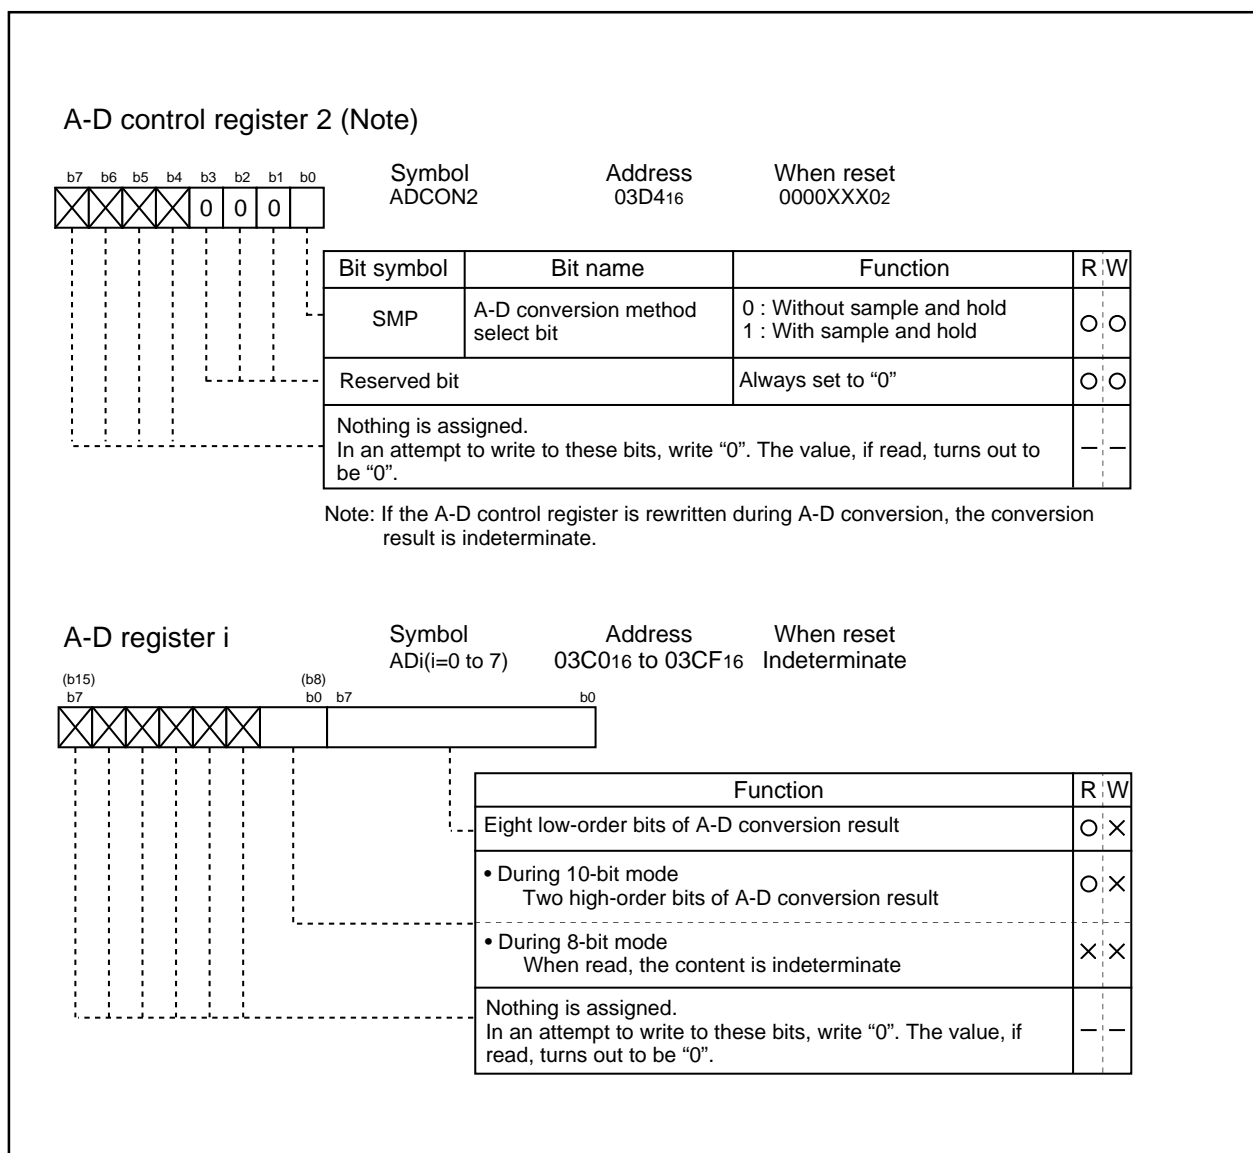 A-D control register 2 (Note)
b7 b6 b5 b4 b3 b2 b1 b0
0 0 0
Symbol Address When reset
ADCON2 03D416 0000XXX02
Bit symbol Bit name Function R W
SMP A-D conversion method select bit 0 : Without sample and hold
1 : With sample and hold
Reserved bit Always set to “0”
Nothing is assigned.
In an attempt to write to these bits, write “0”. The value, if read, turns out to
be “0”.
Note: If the A-D control register is rewritten during A-D conversion, the conversion
result is indeterminate.
A-D register i
Symbol Address When reset
ADi(i=0 to 7) 03C016 to 03CF16 Indeterminate
(b15) (b8)
b7 b0 b7 b0
Function R W
Eight low-order bits of A-D conversion result
• During 10-bit mode
Two high-order bits of A-D conversion result
• During 8-bit mode
When read, the content is indeterminate
Nothing is assigned.
In an attempt to write to these bits, write “0”. The value, if
read, turns out to be “0”.